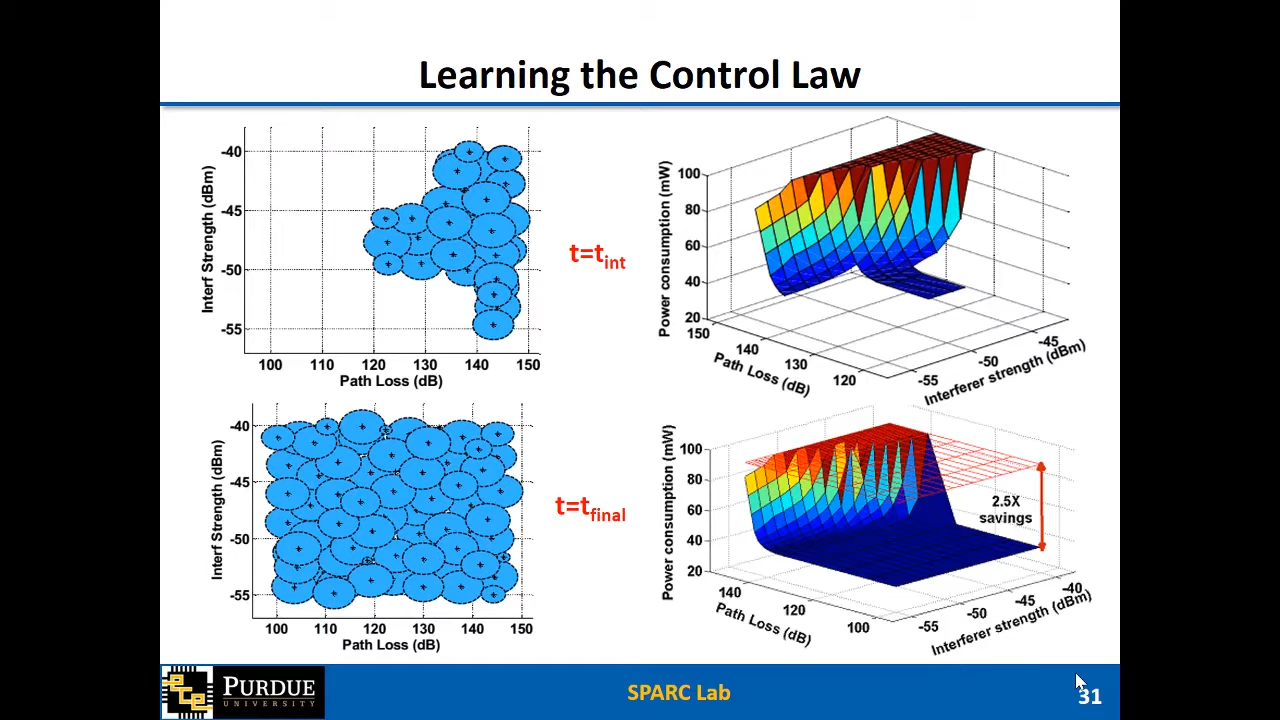 Learning the Control Law
-40
-45
-50
-55
Interf Strength (dBm)
100 110 120 130 140 150
Path Loss (dB)
t=tint
100
80
60
40
20
Power consumption (mW)
150
140
130
120
Path Loss (dB)
-55
-50
-45
Interferer strength (dBm)
-40
-45
-50
-55
Interf Strength (dBm)
100 110 120 130 140 150
Path Loss (dB)
t=tfinal
100
80
60
40
20
Power consumption (mW)
140
120
100
Path Loss (dB)
-55
-50
-45
-40
Interferer strength (dBm)
2.5X
savings
ece
PURDUE
UNIVERSITY
SPARC Lab
31